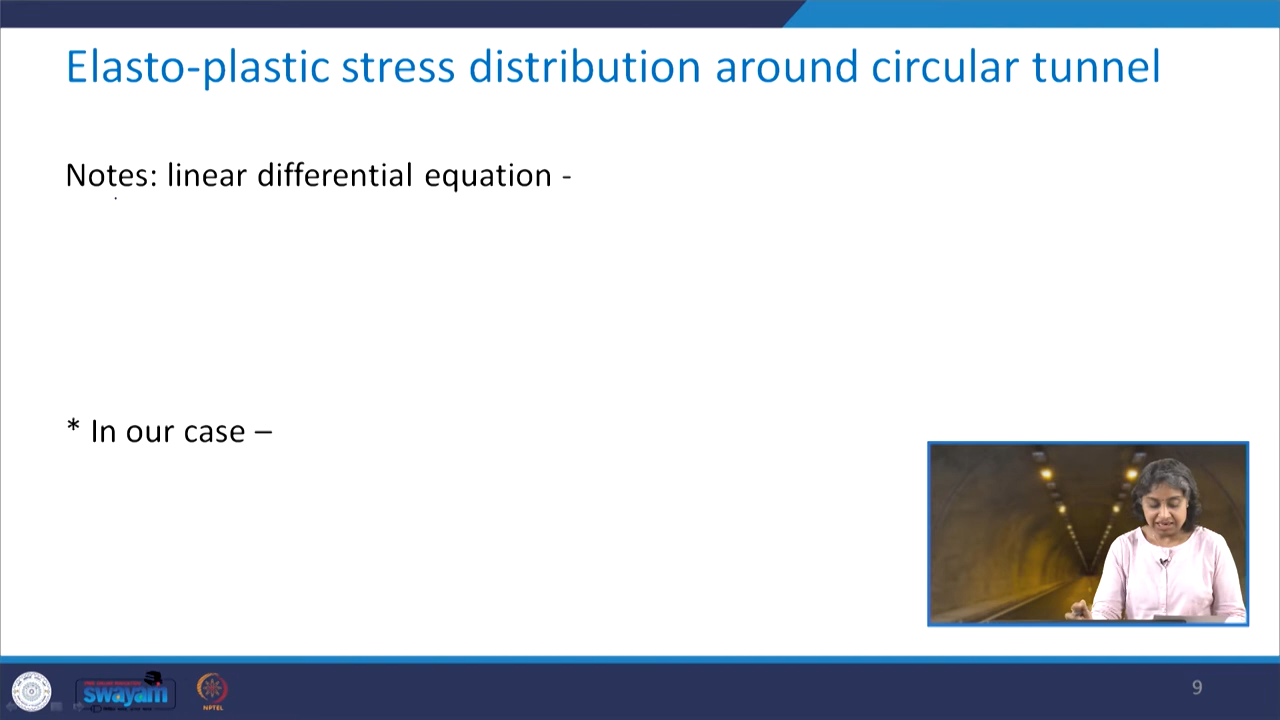 Elasto-plastic stress distribution around circular tunnel
Notes: linear differential equation -
* In our case –
swayam
NPTEL
9